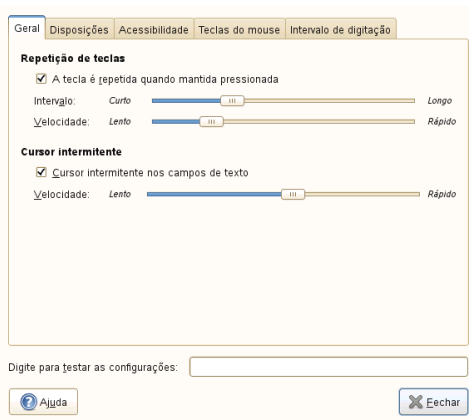 Geral Disposições Acessibilidade Teclas do mouse Intervalo de digitação
Repetição de teclas
A tecla é repetida quando mantida pressionada
Intervalo: Curto Longo
Velocidade: Lento Rápido
Cursor intermitente
Cursor intermitente nos campos de texto
Velocidade: Lento Rápido
Digite para testar as configurações:
Ajuda Fechar